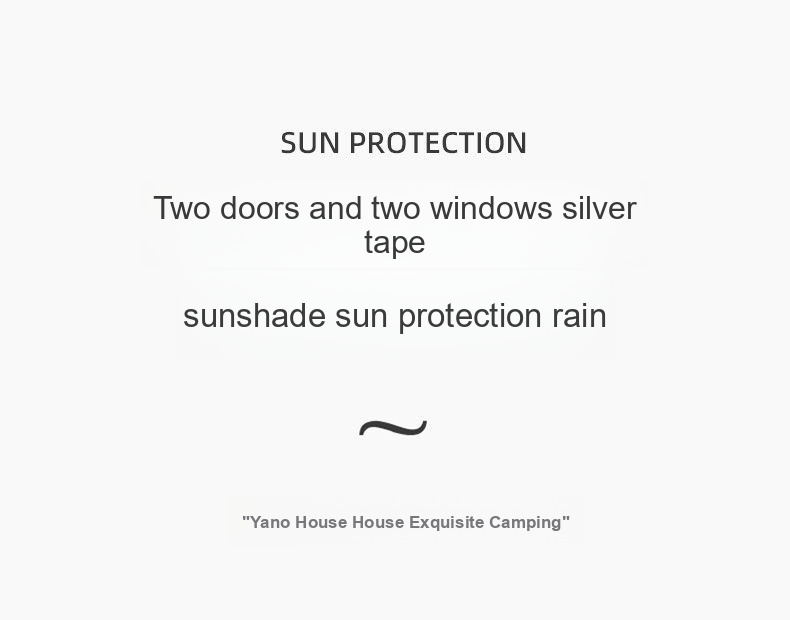 SUN PROTECTION
Two doors and two windows silver
tape
sunshade sun protection rain
~
"Yano House House Exquisite Camping"